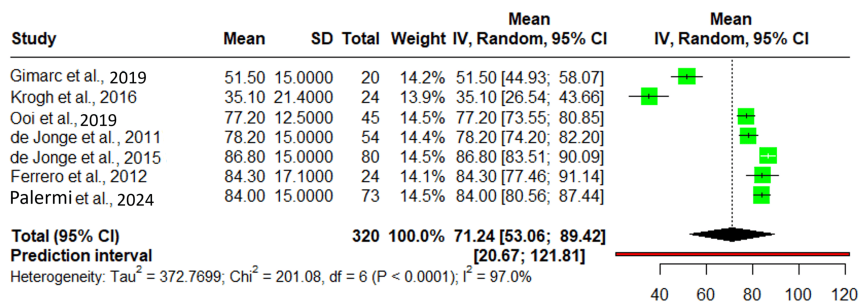 Mean Mean
Study Mean SD Total Weight IV, Random, 95% CI IV, Random, 95% CI
Gimarc et al., 2019 51.50 15.0000 20 14.2% 51.50 [44.93; 58.07]
Krogh et al., 2016 35.10 21.4000 24 13.9% 35.10 [26.54; 43.66]
Ooi et al., 2019 77.20 12.5000 45 14.5% 77.20 [73.55; 80.85]
de Jonge et al., 2011 78.20 15.0000 54 14.4% 78.20 [74.20; 82.20]
de Jonge et al., 2015 86.80 15.0000 80 14.5% 86.80 [83.51; 90.09]
Ferrero et al., 2012 84.30 17.1000 24 14.1% 84.30 [77.46; 91.14]
Palermi et al., 2024 84.00 15.0000 73 14.5% 84.00 [80.56; 87.44]
Total (95% CI) 320 100.0% 71.24 [53.06; 89.42]
Prediction interval [20.67; 121.81]
Heterogeneity: Tau² = 372.7699; Chi² = 201.08, df = 6 (P < 0.0001); I² = 97.0%
40 60 80 100 120